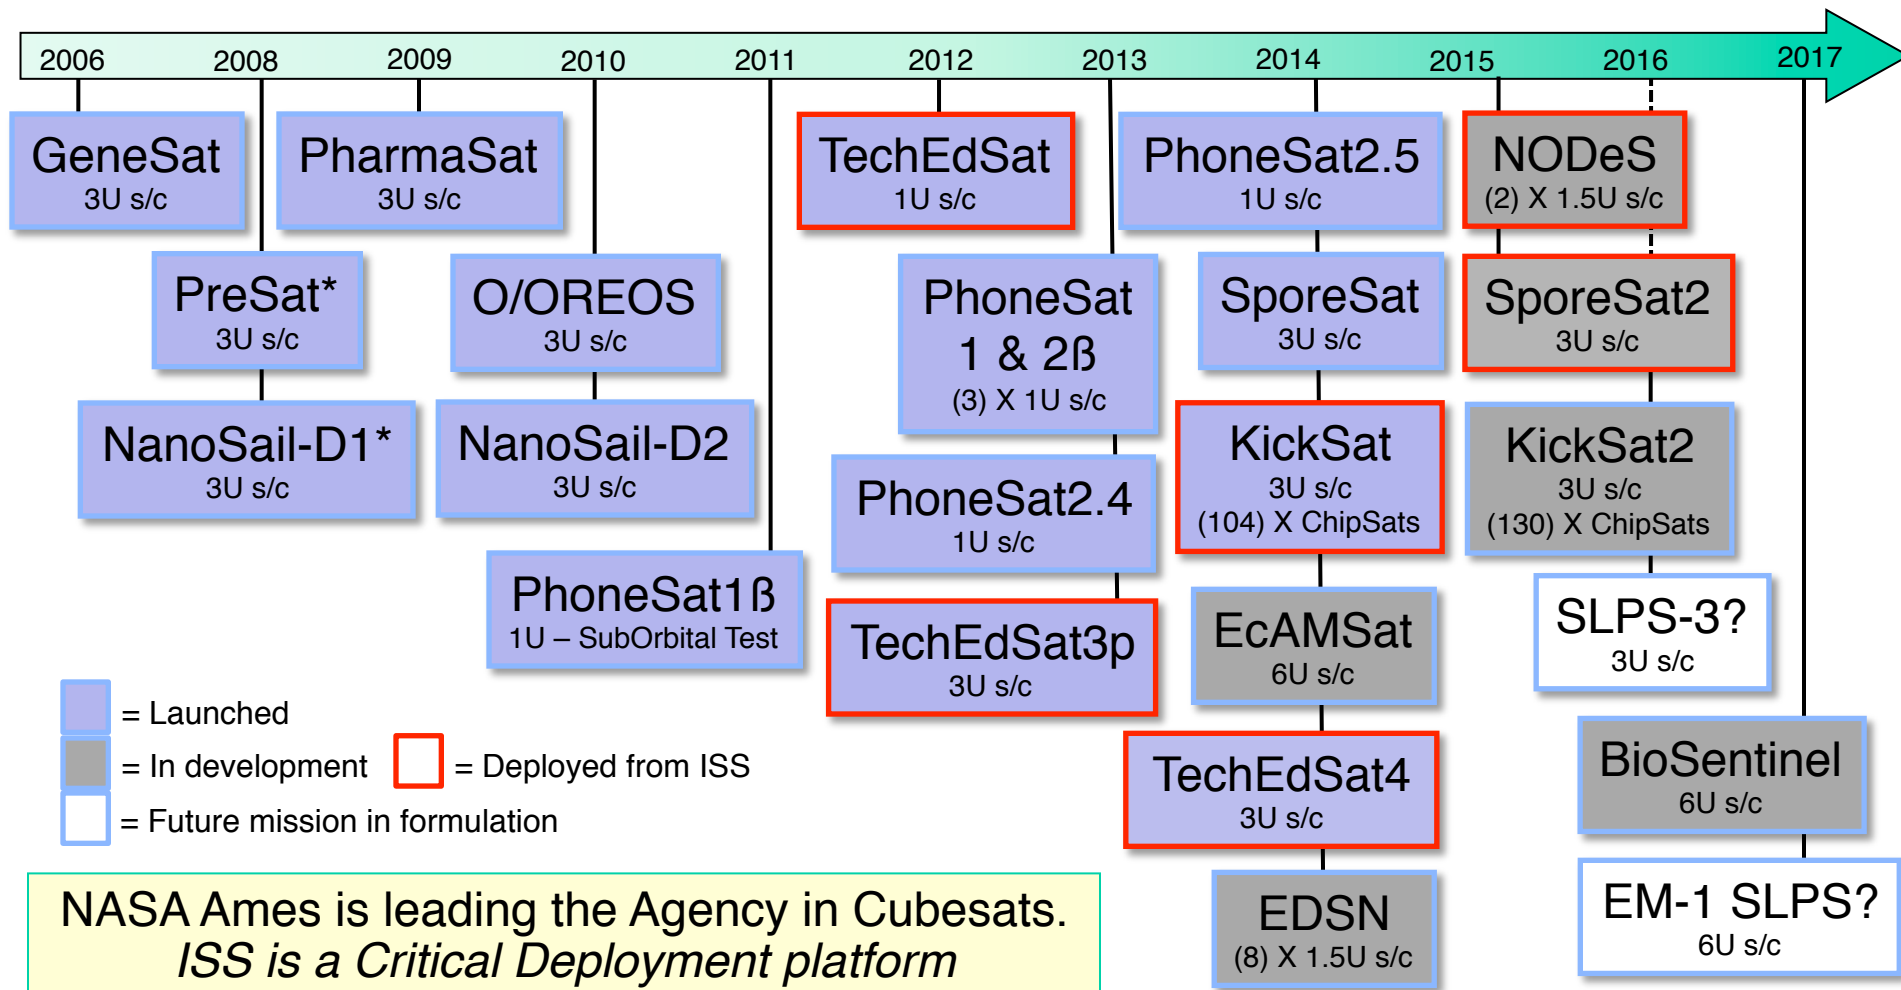 2006 2008 2009 2010 2011 2012 2013 2014 2015 2016 2017
GeneSat
3U s/c
PharmaSat
3U s/c
TechEdSat
1U s/c
PhoneSat2.5
1U s/c
NODeS
(2) X 1.5U s/c
PreSat*
3U s/c
O/OREOS
3U s/c
PhoneSat
1 & 2ß
(3) X 1U s/c
SporeSat
3U s/c
SporeSat2
3U s/c
NanoSail-D1*
3U s/c
NanoSail-D2
3U s/c
PhoneSat2.4
1U s/c
KickSat
3U s/c
(104) X ChipSats
KickSat2
3U s/c
(130) X ChipSats
PhoneSat1ß
1U – SubOrbital Test
TechEdSat3p
3U s/c
EcAMSat
6U s/c
SLPS-3?
3U s/c
TechEdSat4
3U s/c
BioSentinel
6U s/c
EDSN
(8) X 1.5U s/c
EM-1 SLPS?
6U s/c
= Launched
= In development
= Deployed from ISS
= Future mission in formulation
NASA Ames is leading the Agency in Cubesats.
ISS is a Critical Deployment platform